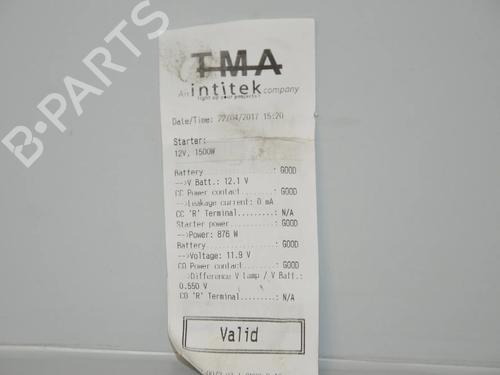 TMA
An intitek company
light up your projects!
Date/Time: 22/04/2017 15:20
Starter:
12V, 1500W
Battery..................: GOOD
-->V Batt.: 12.1 V
CC Power contact.........: GOOD
-->Leakage current: 0 mA
CC 'R' Terminal.........: N/A
Starter power............: GOOD
-->Power: 876 W
Battery..................: GOOD
-->Voltage: 11.9 V
CO Power contact.........: GOOD
-->Difference V lamp / V Batt.:
0.550 V
CO 'R' Terminal.........: N/A
Valid
B-PARTS